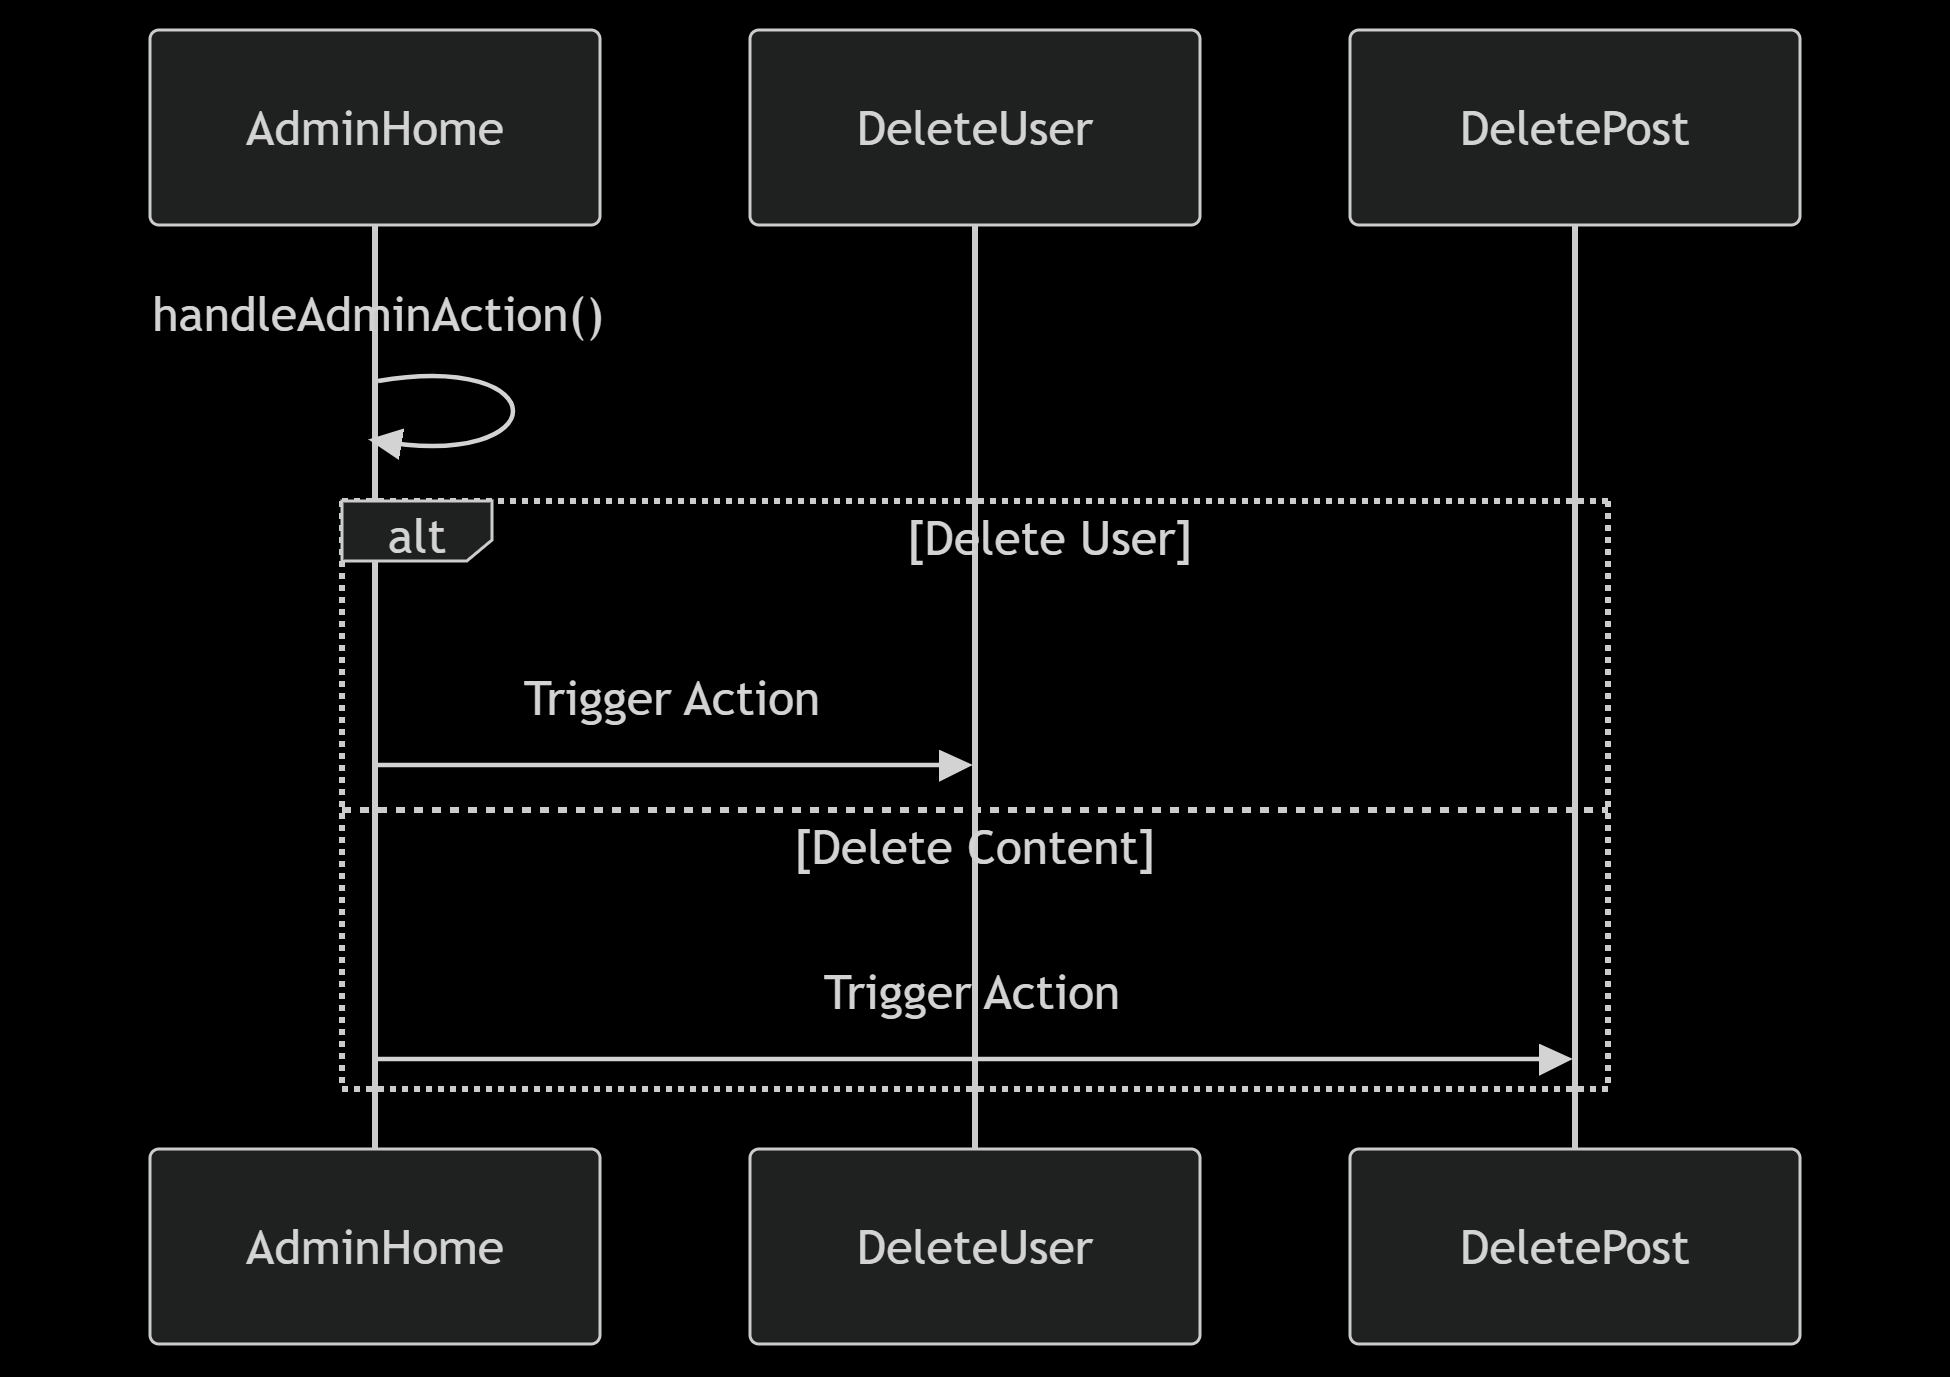 AdminHome
DeleteUser
DeletePost
handleAdminAction()
alt
[Delete User]
Trigger Action
[Delete Content]
Trigger Action
AdminHome
DeleteUser
DeletePost